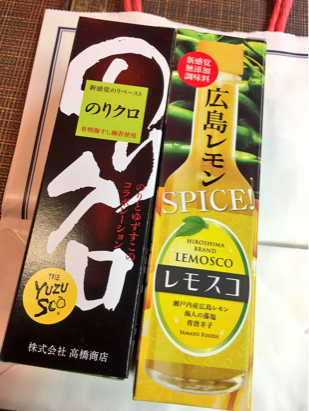 のりクロ
新感覚のりペースト
のりクロ
有明海干し海苔使用
のりとゆずすこの
コラボレーション
THE
YUZU
SCO
株式会社 高橋商店
新感覚
無添加
調味料
広島レモン
SPICE!
HIROSHIMA
BRAND
LEMOSCO
レモスコ
瀬戸内産広島レモン
海人の藻塩
青唐辛子
YAMATO FOODS